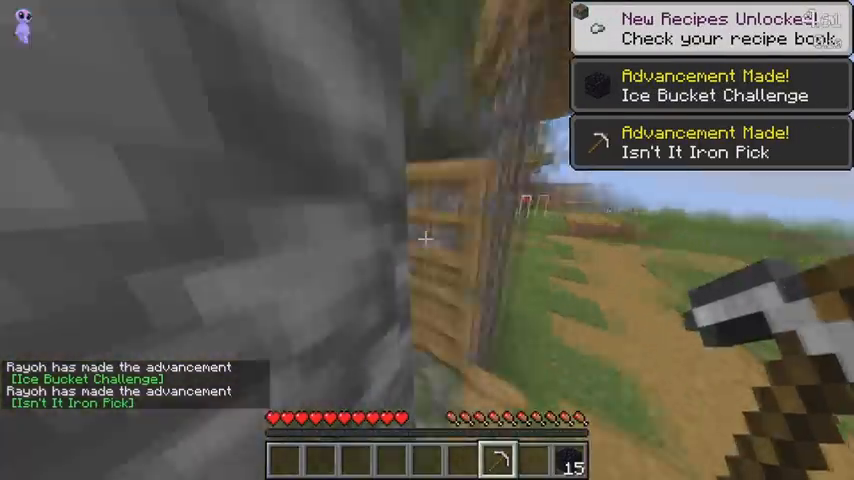 New Recipes Unlocked!
Check your recipe book
Advancement Made!
Ice Bucket Challenge
Advancement Made!
Isn't It Iron Pick
Rayoh has made the advancement
[Ice Bucket Challenge]
Rayoh has made the advancement
[Isn't It Iron Pick]
15